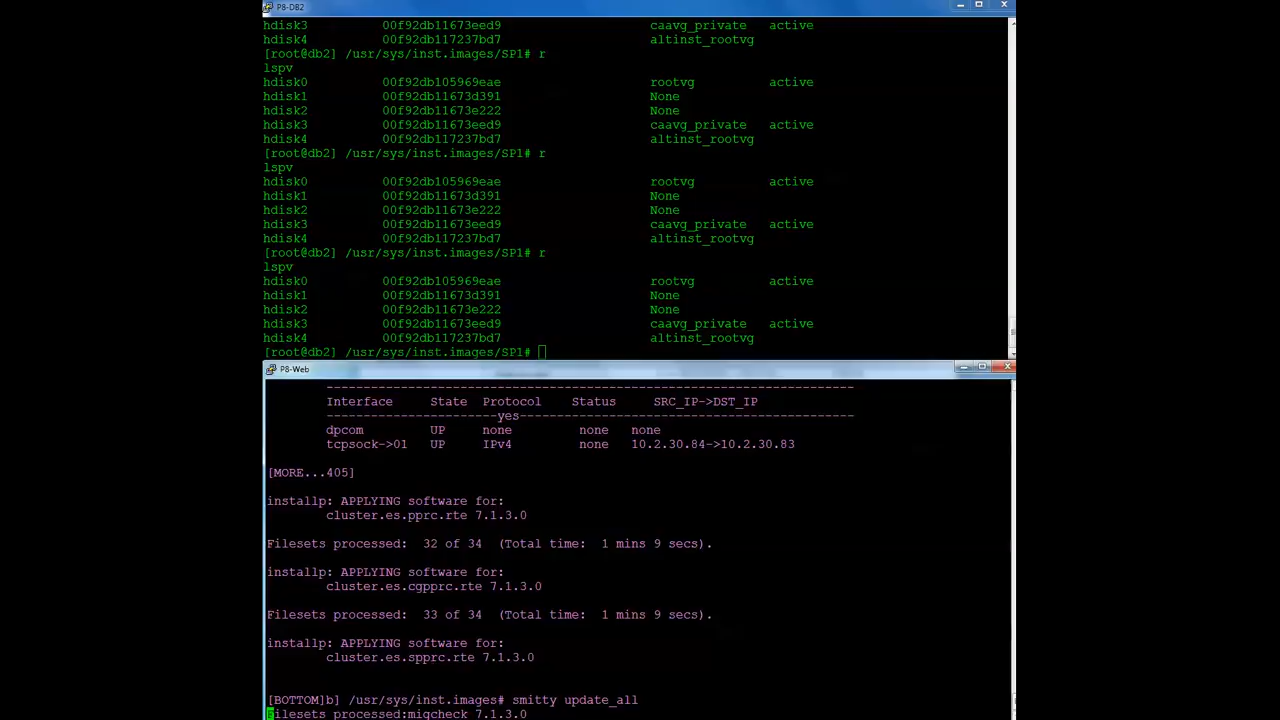 P8-DB2
hdisk3 00f92db11673eed9 caavg_private active
hdisk4 00f92db117237bd7 altinst_rootvg
[root@db2] /usr/sys/inst.images/SP1# r
lspv
hdisk0 00f92db105969eae rootvg active
hdisk1 00f92db11673d391 None
hdisk2 00f92db11673e222 None
hdisk3 00f92db11673eed9 caavg_private active
hdisk4 00f92db117237bd7 altinst_rootvg
[root@db2] /usr/sys/inst.images/SP1# r
lspv
hdisk0 00f92db105969eae rootvg active
hdisk1 00f92db11673d391 None
hdisk2 00f92db11673e222 None
hdisk3 00f92db11673eed9 caavg_private active
hdisk4 00f92db117237bd7 altinst_rootvg
[root@db2] /usr/sys/inst.images/SP1# r
lspv
hdisk0 00f92db105969eae rootvg active
hdisk1 00f92db11673d391 None
hdisk2 00f92db11673e222 None
hdisk3 00f92db11673eed9 caavg_private active
hdisk4 00f92db117237bd7 altinst_rootvg
[root@db2] /usr/sys/inst.images/SP1#
P8-Web
-----------------------------------------------------------------------
Interface State Protocol Status SRC_IP->DST_IP
-----------------------yes---------------------------------------------
dpcom UP none none none
tcpsock->01 UP IPv4 none 10.2.30.84->10.2.30.83
[MORE...405]
installp: APPLYING software for:
cluster.es.pprc.rte 7.1.3.0
Filesets processed: 32 of 34 (Total time: 1 mins 9 secs).
installp: APPLYING software for:
cluster.es.cgpprc.rte 7.1.3.0
Filesets processed: 33 of 34 (Total time: 1 mins 9 secs).
installp: APPLYING software for:
cluster.es.spprc.rte 7.1.3.0
[BOTTOM]b] /usr/sys/inst.images# smitty update_all
ilesets processed:migcheck 7.1.3.0